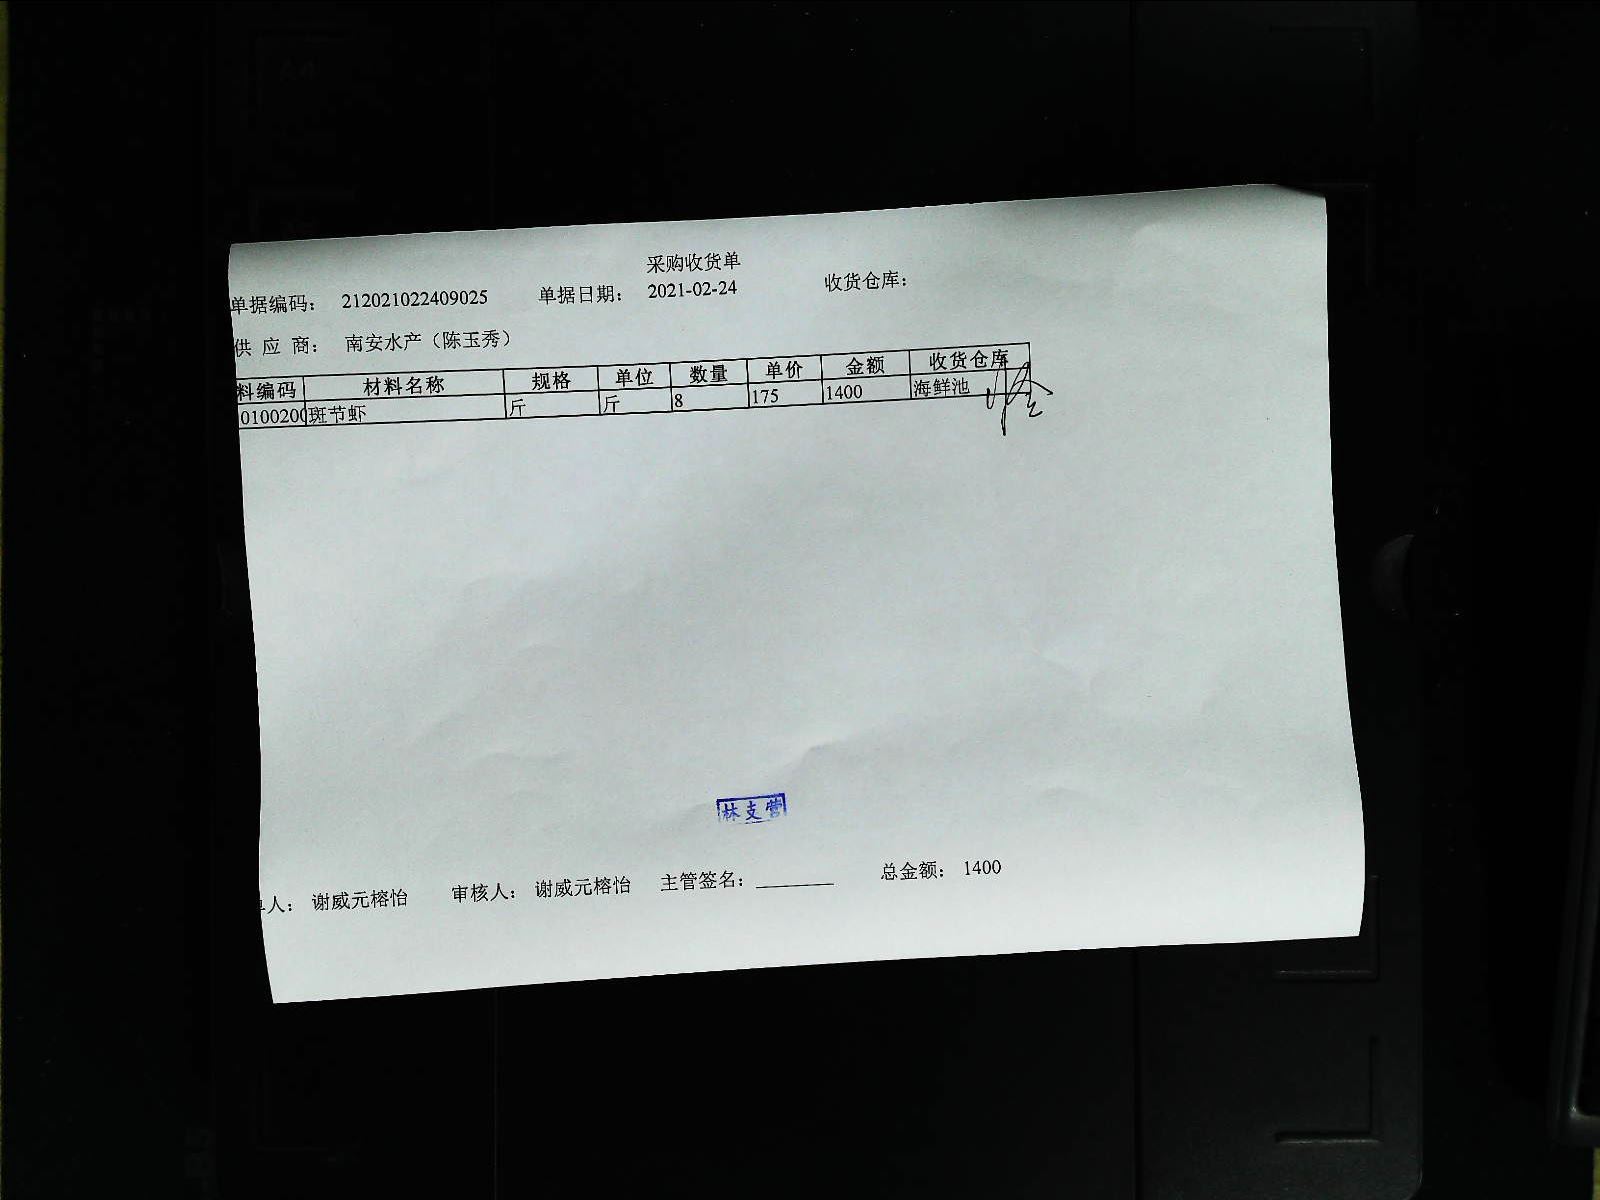 采购收货单
单据编码： 212021022409025 单据日期： 2021-02-24 收货仓库：
供 应 商： 南安水产（陈玉秀）
料编码 材料名称 规格 单位 数量 单价 金额 收货仓库
0100200 斑节虾 斤 斤 8 175 1400 海鲜池
林支营
人： 谢威元榕怡 审核人： 谢威元榕怡 主管签名： 总金额： 1400